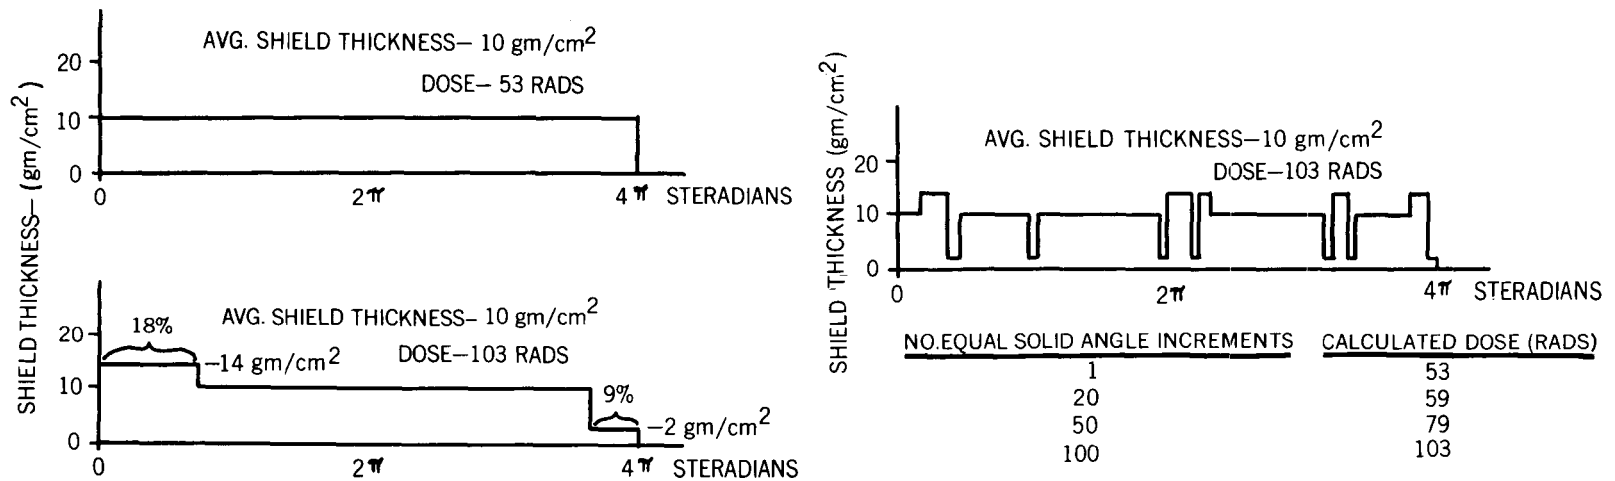 AVG. SHIELD THICKNESS– 10 gm/cm²
DOSE– 53 RADS
20
10
0
0
2π
4π STERADIANS
SHIELD THICKNESS– (gm/cm²)
AVG. SHIELD THICKNESS– 10 gm/cm²
DOSE–103 RADS
18%
–14 gm/cm²
9%
–2 gm/cm²
20
10
0
0
2π
4π STERADIANS
SHIELD THICKNESS (gm/cm²)
AVG. SHIELD THICKNESS–10 gm/cm²
DOSE–103 RADS
20
10
0
0
2π
4π STERADIANS
NO.EQUAL SOLID ANGLE INCREMENTS CALCULATED DOSE (RADS)
1 53
20 59
50 79
100 103